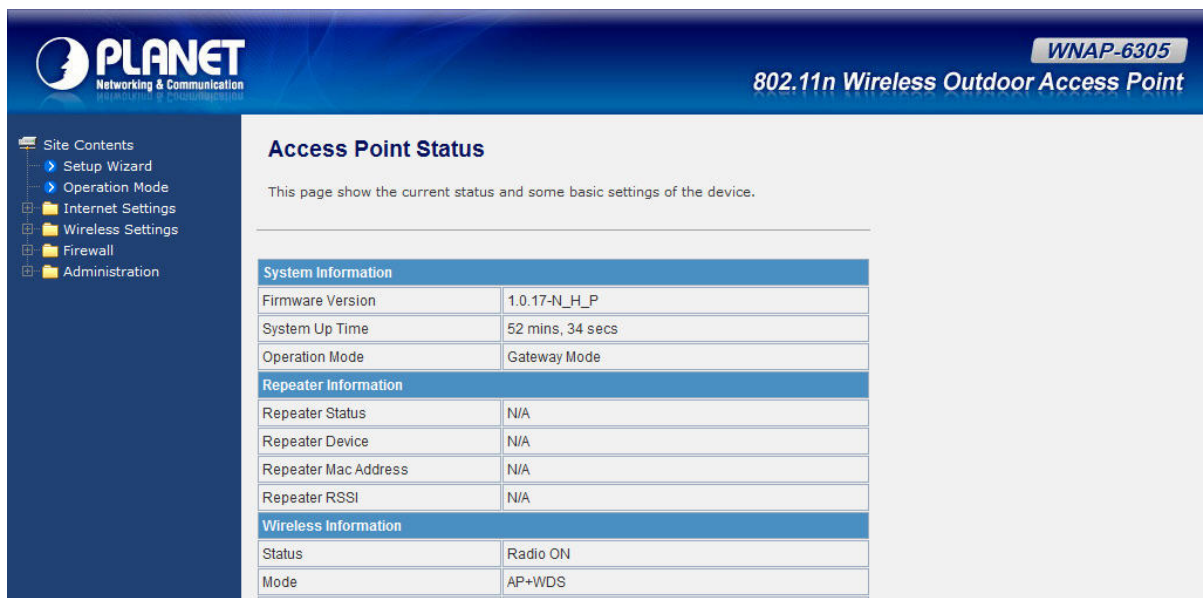 PLANET
Networking & Communication
WNAP-6305
802.11n Wireless Outdoor Access Point
Site Contents
Setup Wizard
Operation Mode
Internet Settings
Wireless Settings
Firewall
Administration
Access Point Status
This page show the current status and some basic settings of the device.
System Information
Firmware Version 1.0.17-N_H_P
System Up Time 52 mins, 34 secs
Operation Mode Gateway Mode
Repeater Information
Repeater Status N/A
Repeater Device N/A
Repeater Mac Address N/A
Repeater RSSI N/A
Wireless Information
Status Radio ON
Mode AP+WDS